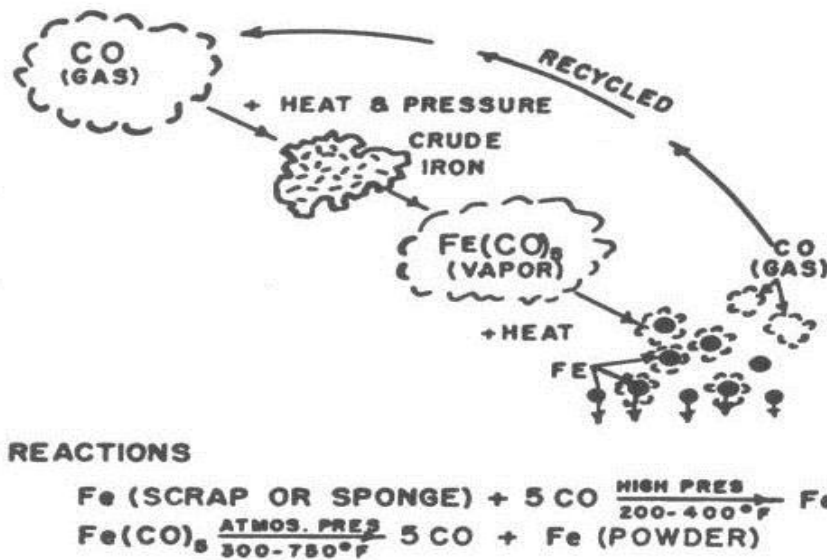 CO
(GAS)
RECYCLED
+ HEAT & PRESSURE
CRUDE
IRON
Fe(CO)5
(VAPOR)
CO
(GAS)
+HEAT
FE
REACTIONS
Fe (SCRAP OR SPONGE) + 5 CO HIGH PRES 200-400°F Fe
Fe(CO)5 ATMOS. PRES 300-750°F 5 CO + Fe (POWDER)